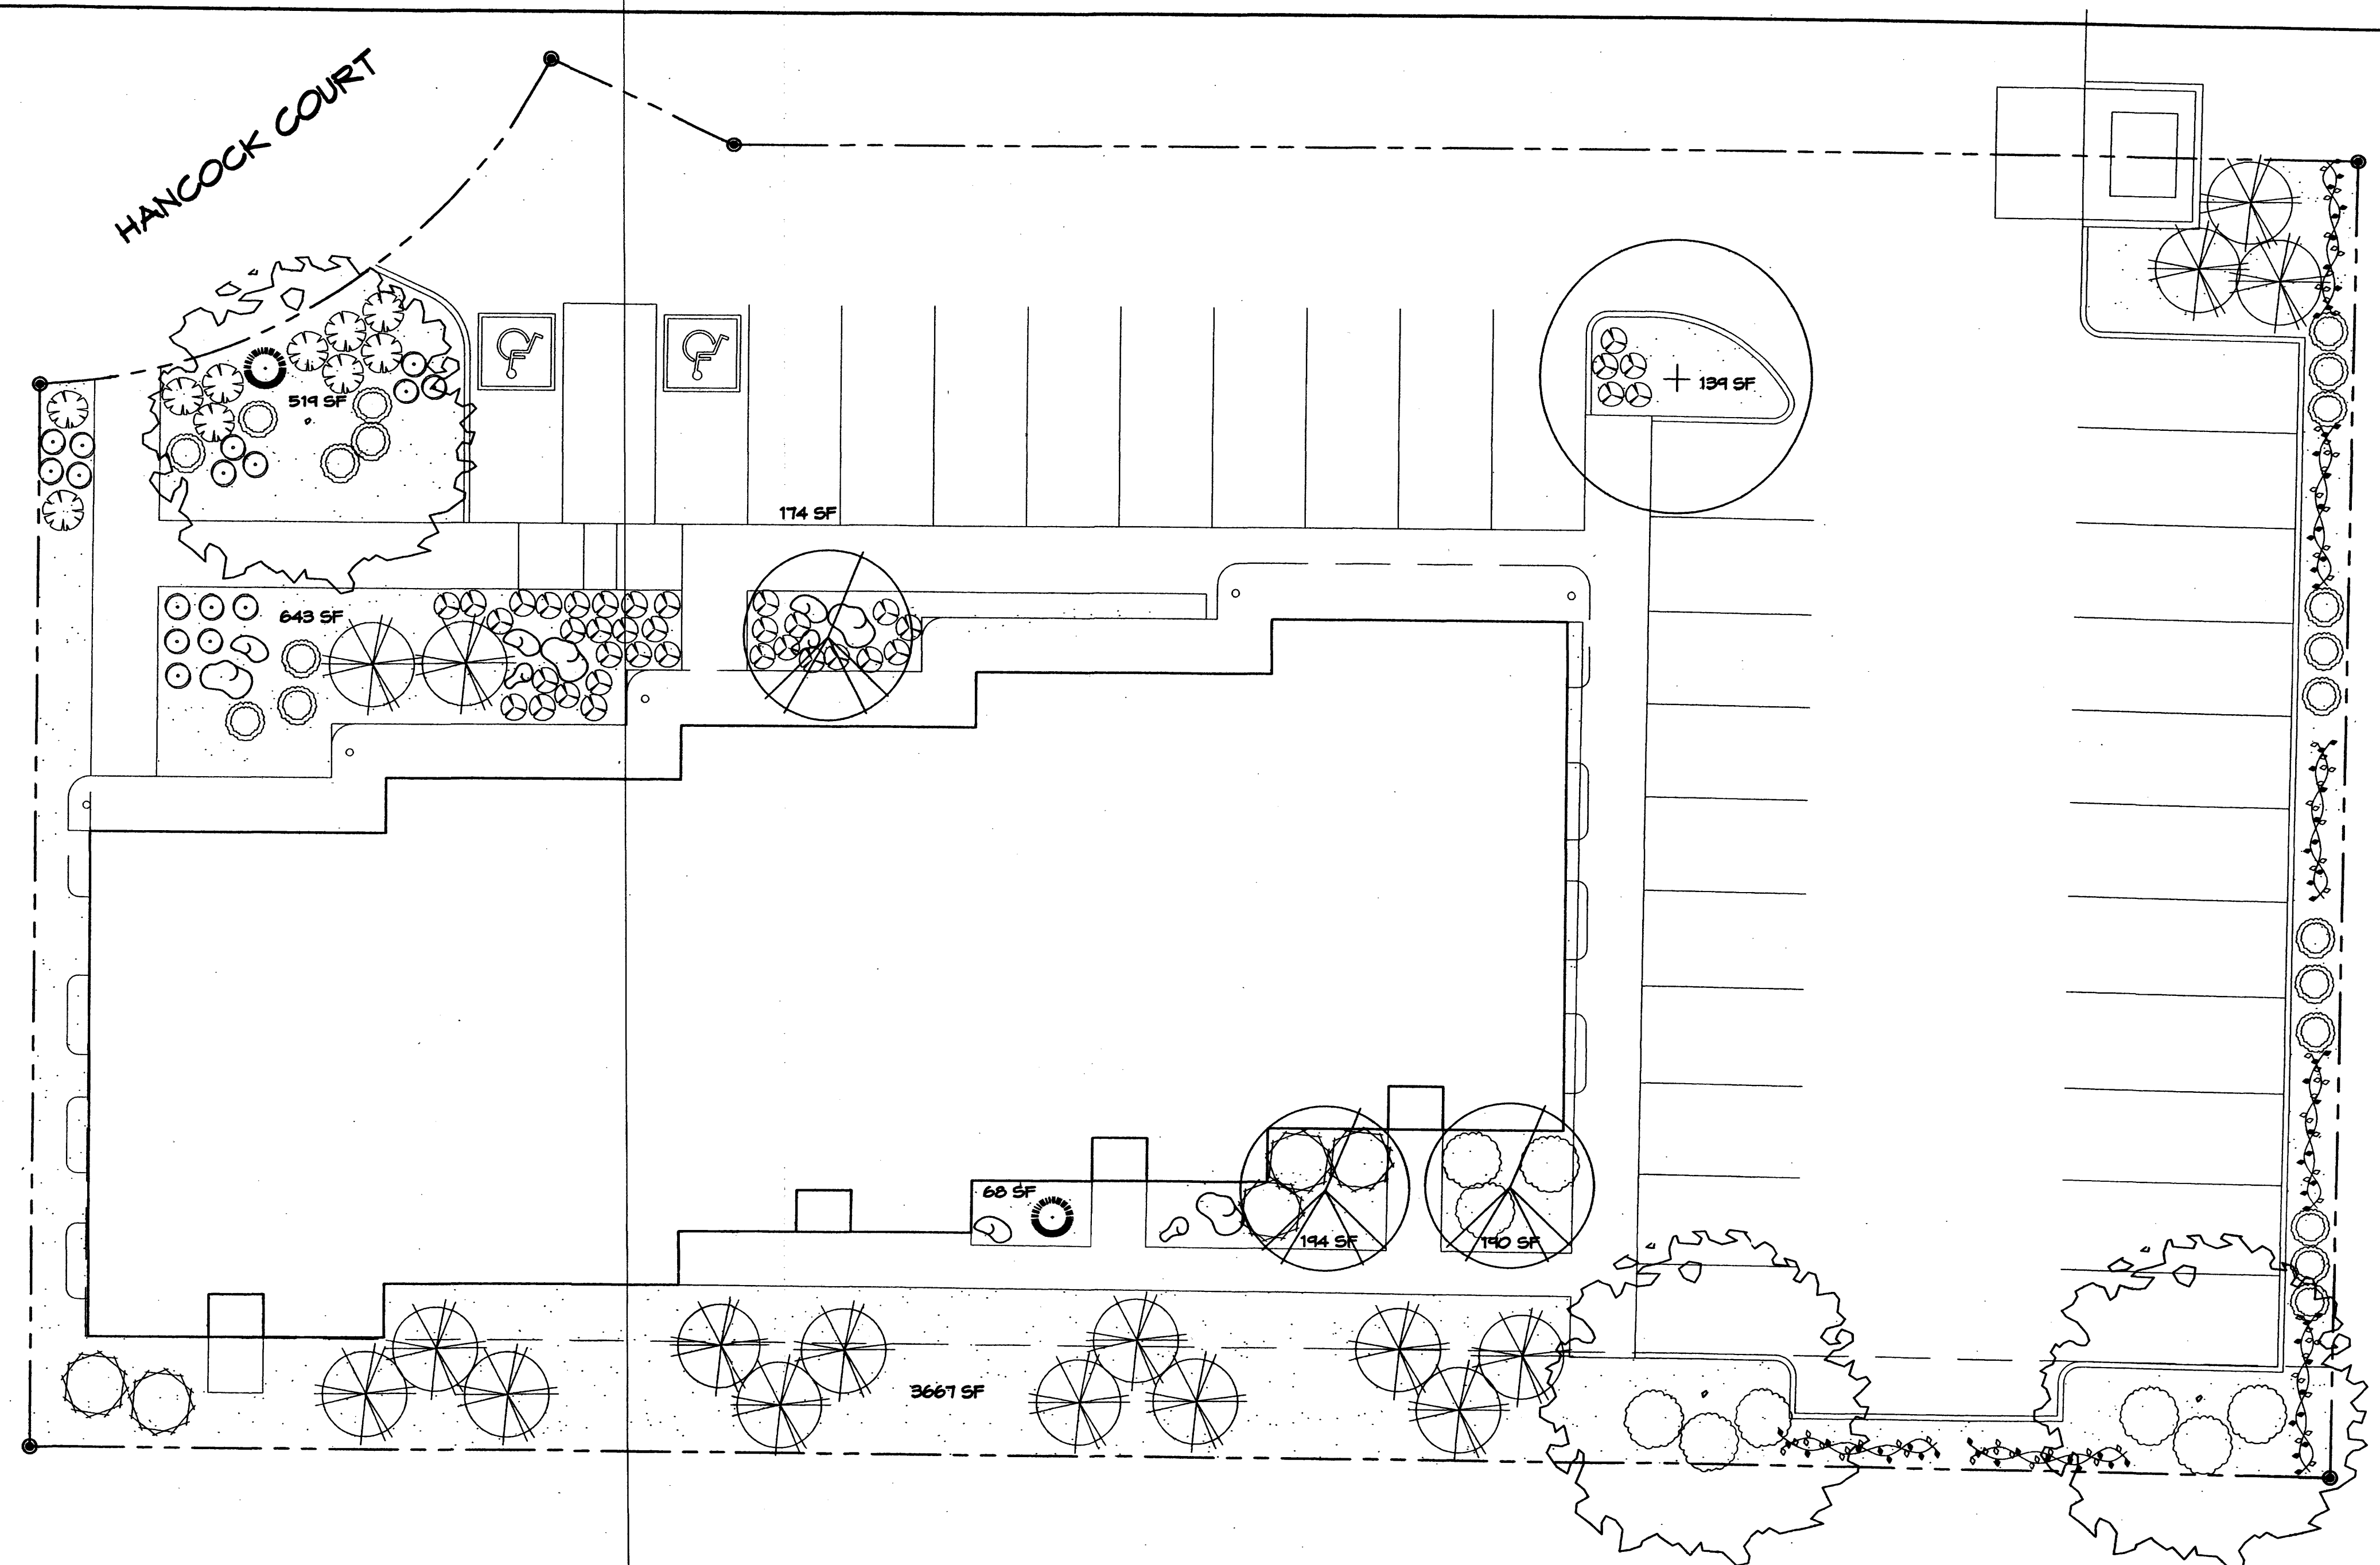 HANCOCK COURT
519 SF
139 SF
174 SF
643 SF
68 SF
194 SF
190 SF
3667 SF